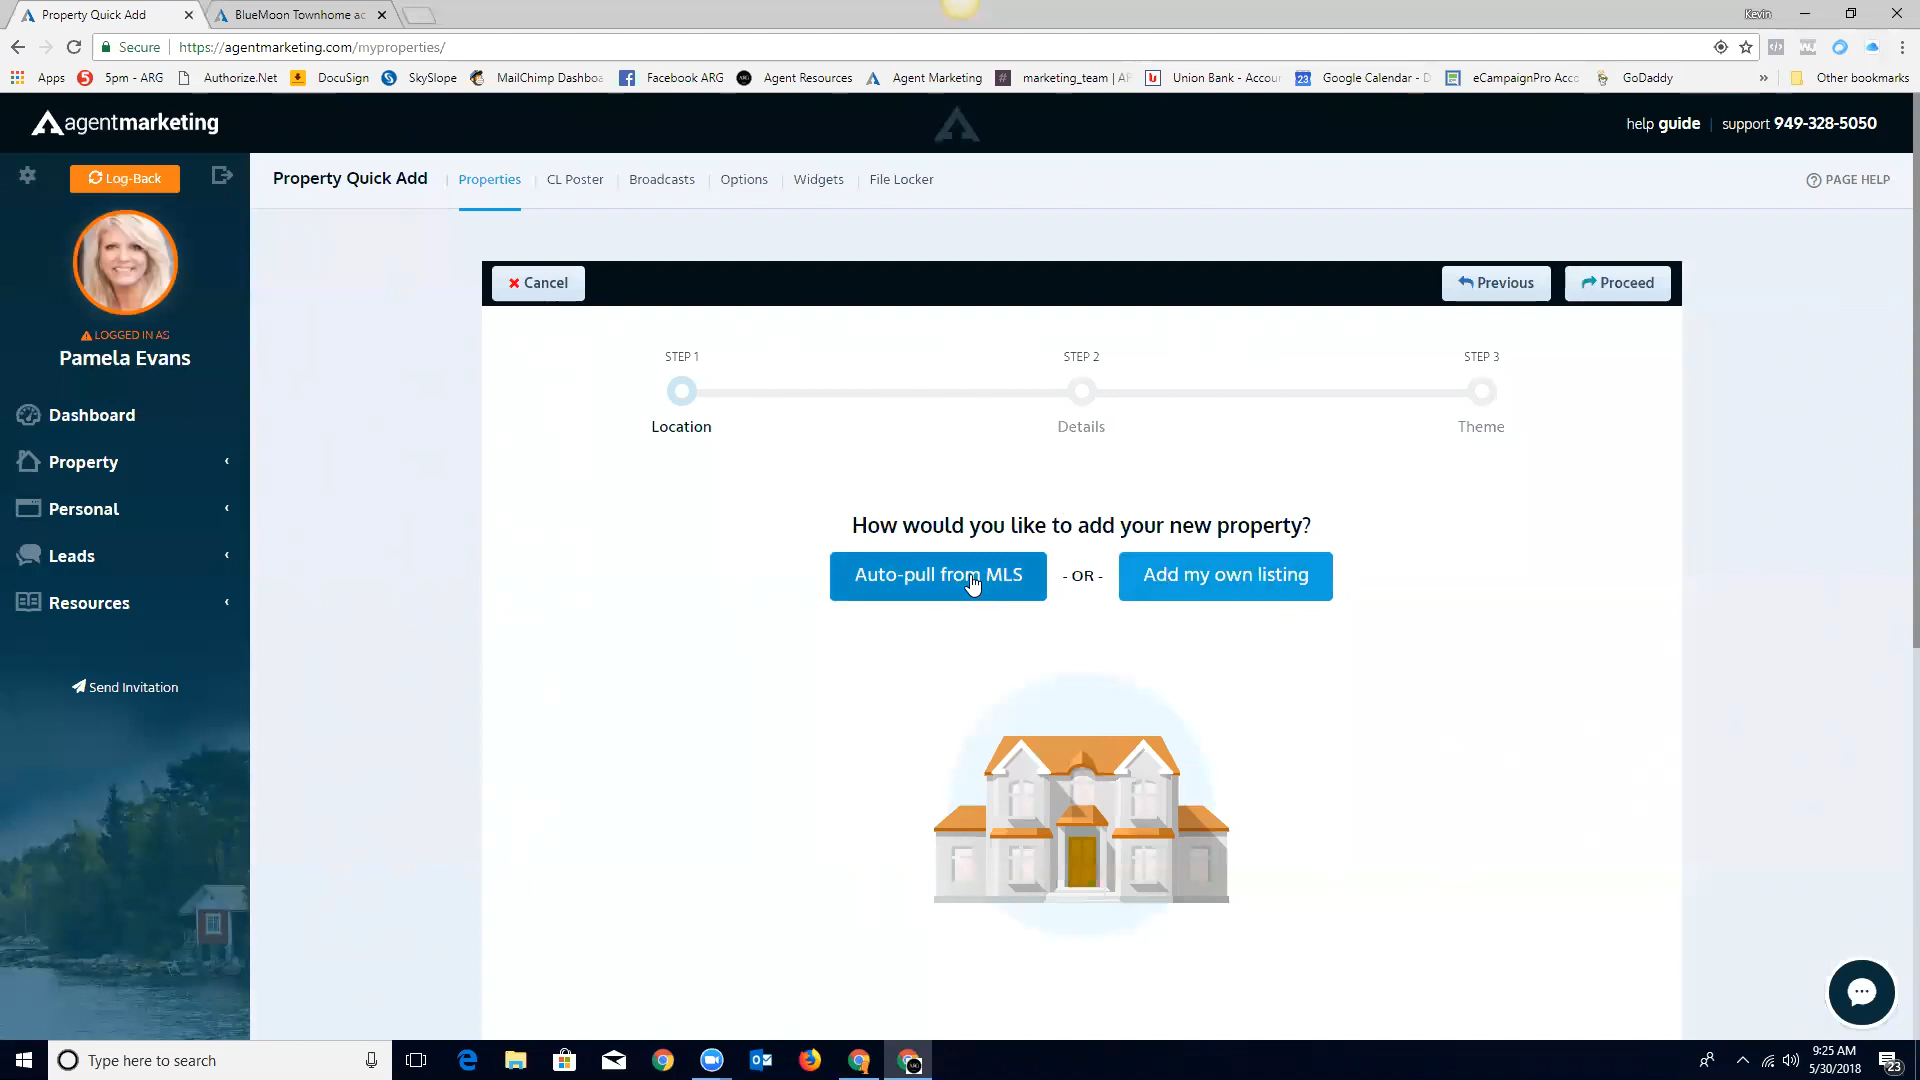 Property Quick Add
BlueMoon Townhome ac
Kevin
Secure
https://agentmarketing.com/myproperties/
Apps
5pm - ARG
Authorize.Net
DocuSign
SkySlope
MailChimp Dashboa
Facebook ARG
Agent Resources
Agent Marketing
marketing_team | AR
Union Bank - Accoun
Google Calendar - D
eCampaignPro Acco
GoDaddy
»
Other bookmarks
agentmarketing
help guide | support 949-328-5050
Log-Back
Property Quick Add
Properties
CL Poster
Broadcasts
Options
Widgets
File Locker
PAGE HELP
Cancel
Previous
Proceed
LOGGED IN AS
Pamela Evans
STEP 1
STEP 2
STEP 3
Location
Details
Theme
Dashboard
Property
Personal
Leads
Resources
Send Invitation
How would you like to add your new property?
Auto-pull from MLS
- OR -
Add my own listing
Type here to search
9:25 AM
5/30/2018
23